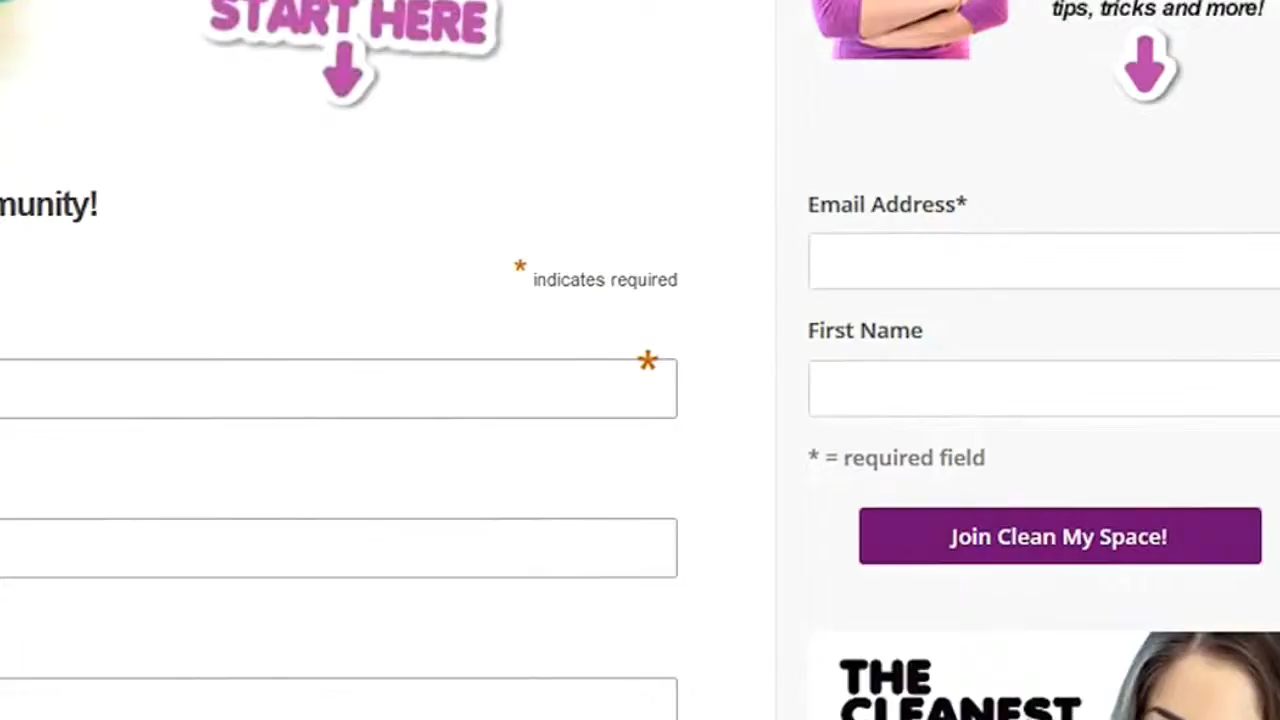 START HERE
munity!
* indicates required
*
tips, tricks and more!
Email Address*
First Name
* = required field
Join Clean My Space!
THE
CLEANEST